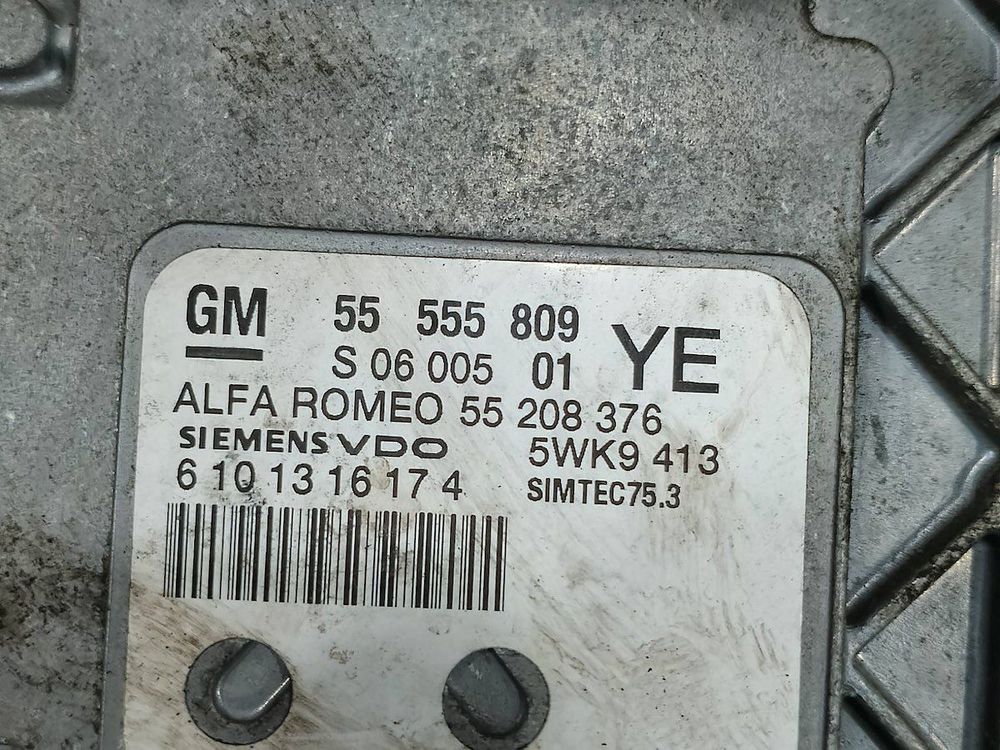 GM 55 555 809
S 06 005 01 YE
ALFA ROMEO 55 208 376
SIEMENS VDO 5WK9 413
6 10 13 16 17 4 SIMTEC75.3